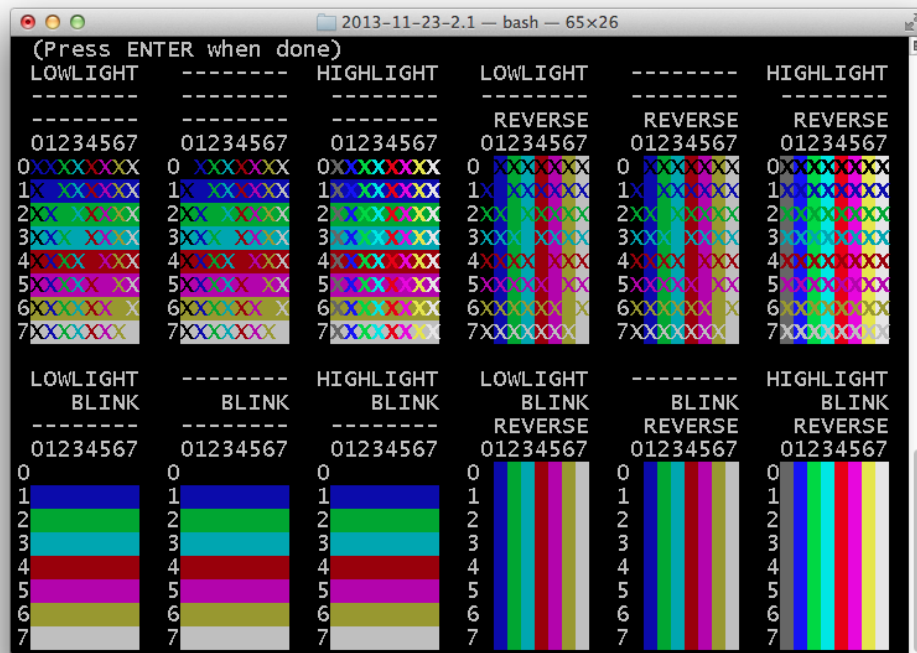 2013-11-23-2.1 — bash — 65×26
(Press ENTER when done)
LOWLIGHT -------- HIGHLIGHT LOWLIGHT -------- HIGHLIGHT
-------- -------- -------- -------- -------- --------
-------- -------- -------- REVERSE REVERSE REVERSE
01234567 01234567 01234567 01234567 01234567 01234567
0 XXXXXXX 0 XXXXXXX 0XXXXXXXX 0 XXXXXXX 0 XXXXXXX 0XXXXXXXX
1X XXXXXX 1X XXXXXX 1XXXXXXXX 1X XXXXXX 1X XXXXXX 1XXXXXXXX
2XX XXXXX 2XX XXXXX 2XXXXXXXX 2XX XXXXX 2XX XXXXX 2XXXXXXXX
3XXX XXXX 3XXX XXXX 3XXXXXXXX 3XXX XXXX 3XXX XXXX 3XXXXXXXX
4XXXX XXX 4XXXX XXX 4XXXXXXXX 4XXXX XXX 4XXXX XXX 4XXXXXXXX
5XXXXX XX 5XXXXX XX 5XXXXXXXX 5XXXXX XX 5XXXXX XX 5XXXXXXXX
6XXXXXX X 6XXXXXX X 6XXXXXXXX 6XXXXXX X 6XXXXXX X 6XXXXXXXX
7XXXXXXX 7XXXXXXX 7XXXXXXXX 7XXXXXXX 7XXXXXXX 7XXXXXXXX
LOWLIGHT -------- HIGHLIGHT LOWLIGHT -------- HIGHLIGHT
BLINK BLINK BLINK BLINK BLINK BLINK
-------- -------- -------- REVERSE REVERSE REVERSE
01234567 01234567 01234567 01234567 01234567 01234567
0 0 0 0 0 0
1 1 1 1 1 1
2 2 2 2 2 2
3 3 3 3 3 3
4 4 4 4 4 4
5 5 5 5 5 5
6 6 6 6 6 6
7 7 7 7 7 7